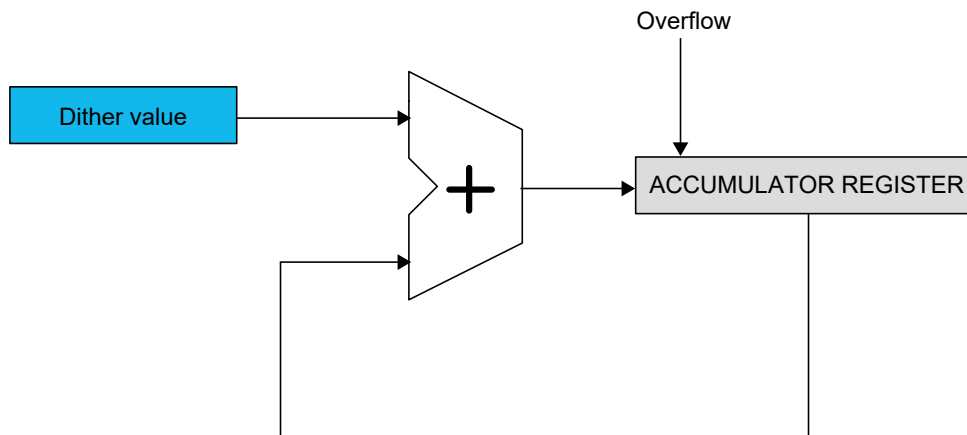 Overflow
Dither value
ACCUMULATOR REGISTER
+